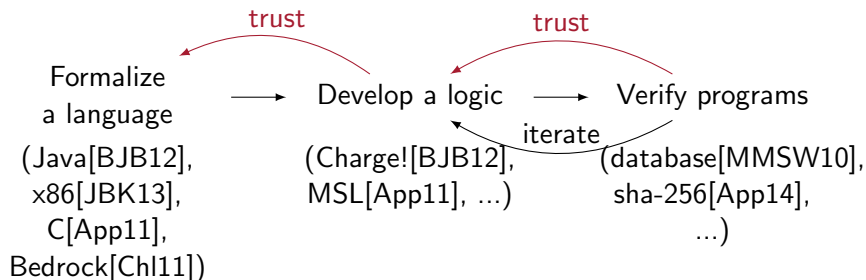 trust
trust
Formalize
a language
Develop a logic
Verify programs
iterate
(Java[BJB12],
x86[JBK13],
C[App11],
Bedrock[Chl11])
(Charge![BJB12],
MSL[App11], ...)
(database[MMSW10],
sha-256[App14],
...)